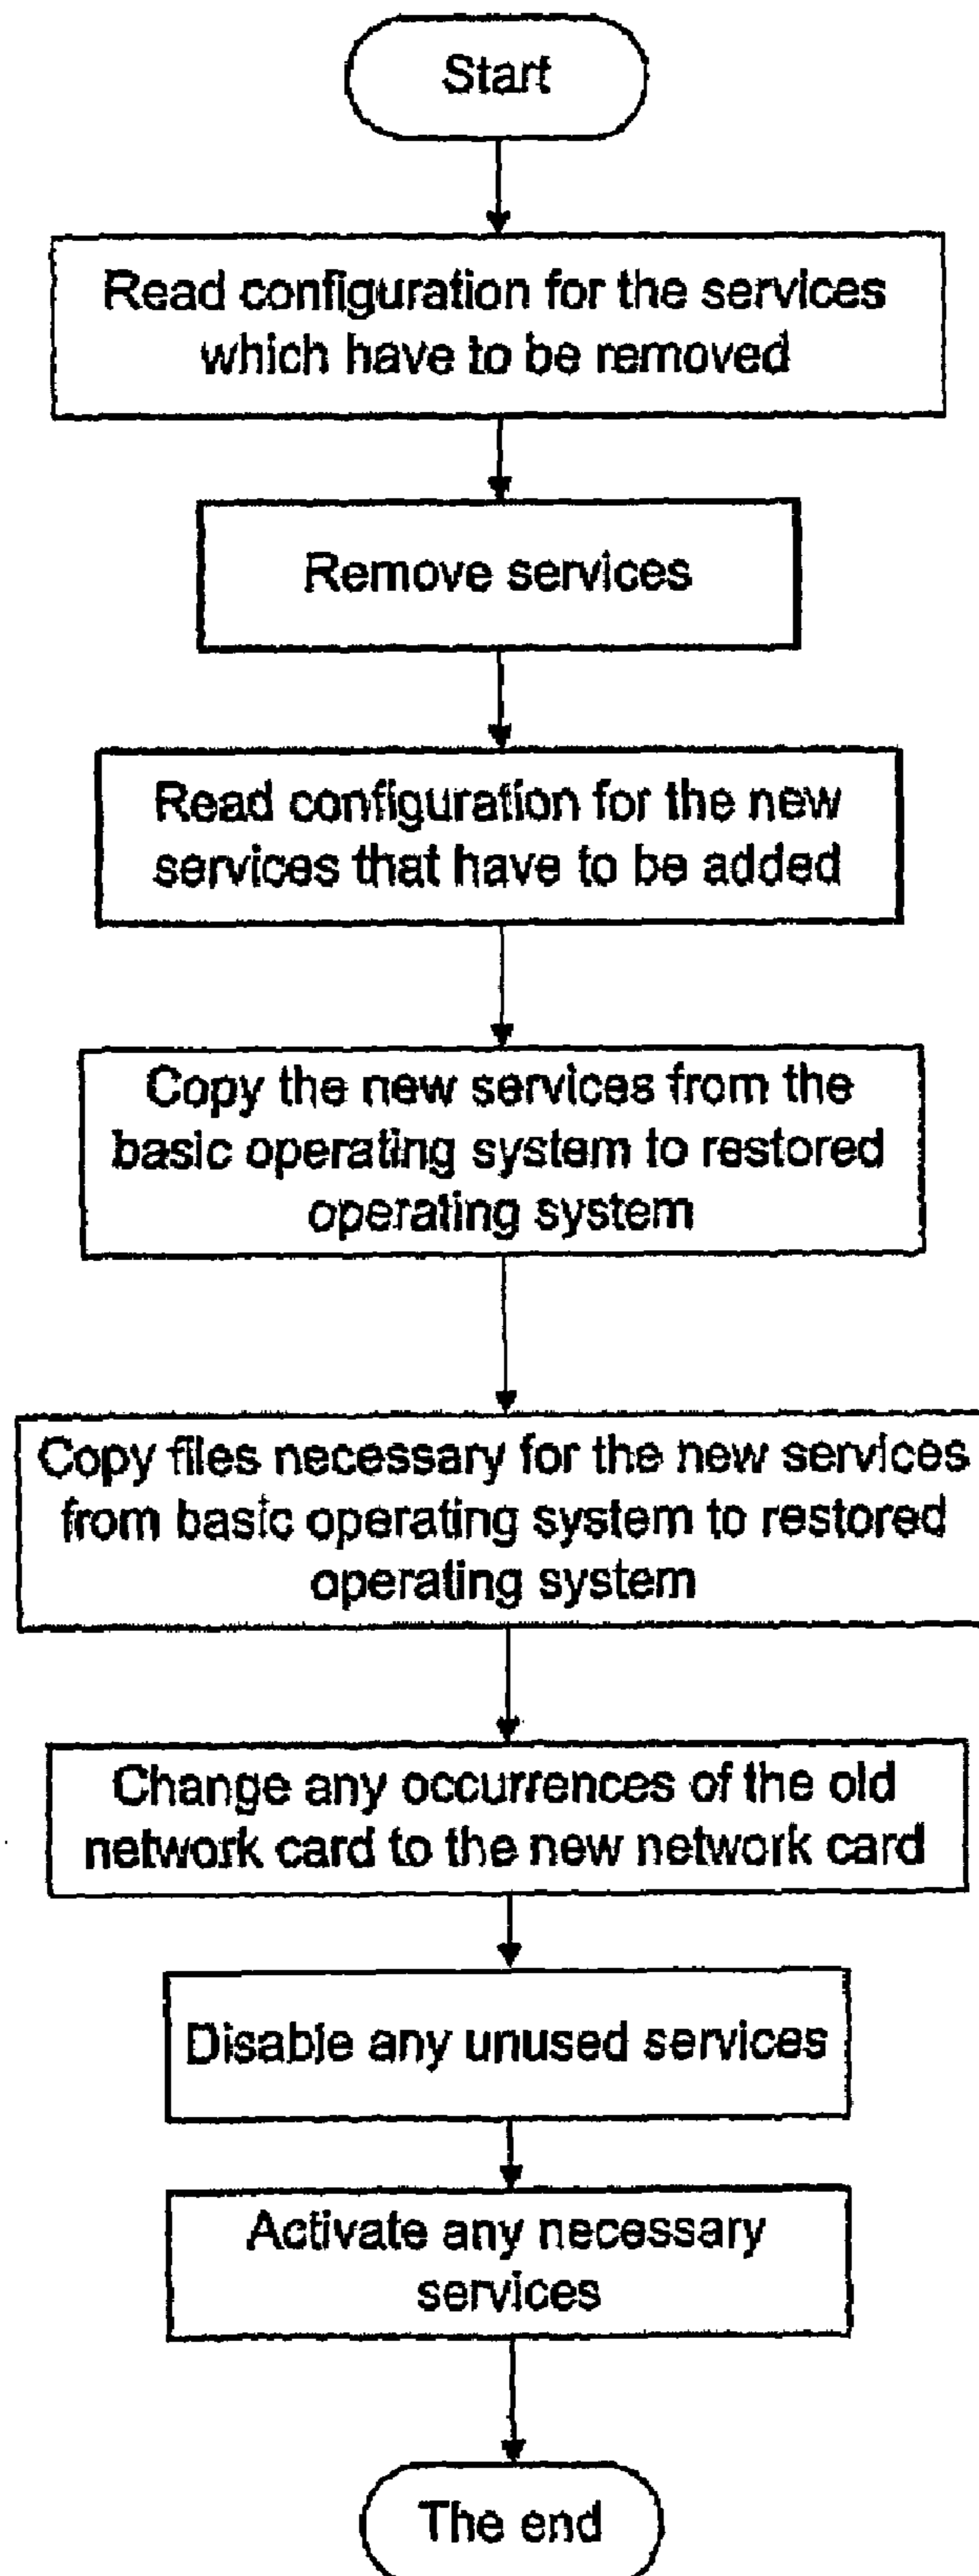 Start
Read configuration for the services
which have to be removed
Remove services
Read configuration for the new
services that have to be added
Copy the new services from the
basic operating system to restored
operating system
Copy files necessary for the new services
from basic operating system to restored
operating system
Change any occurrences of the old
network card to the new network card
Disable any unused services
Activate any necessary
services
The end